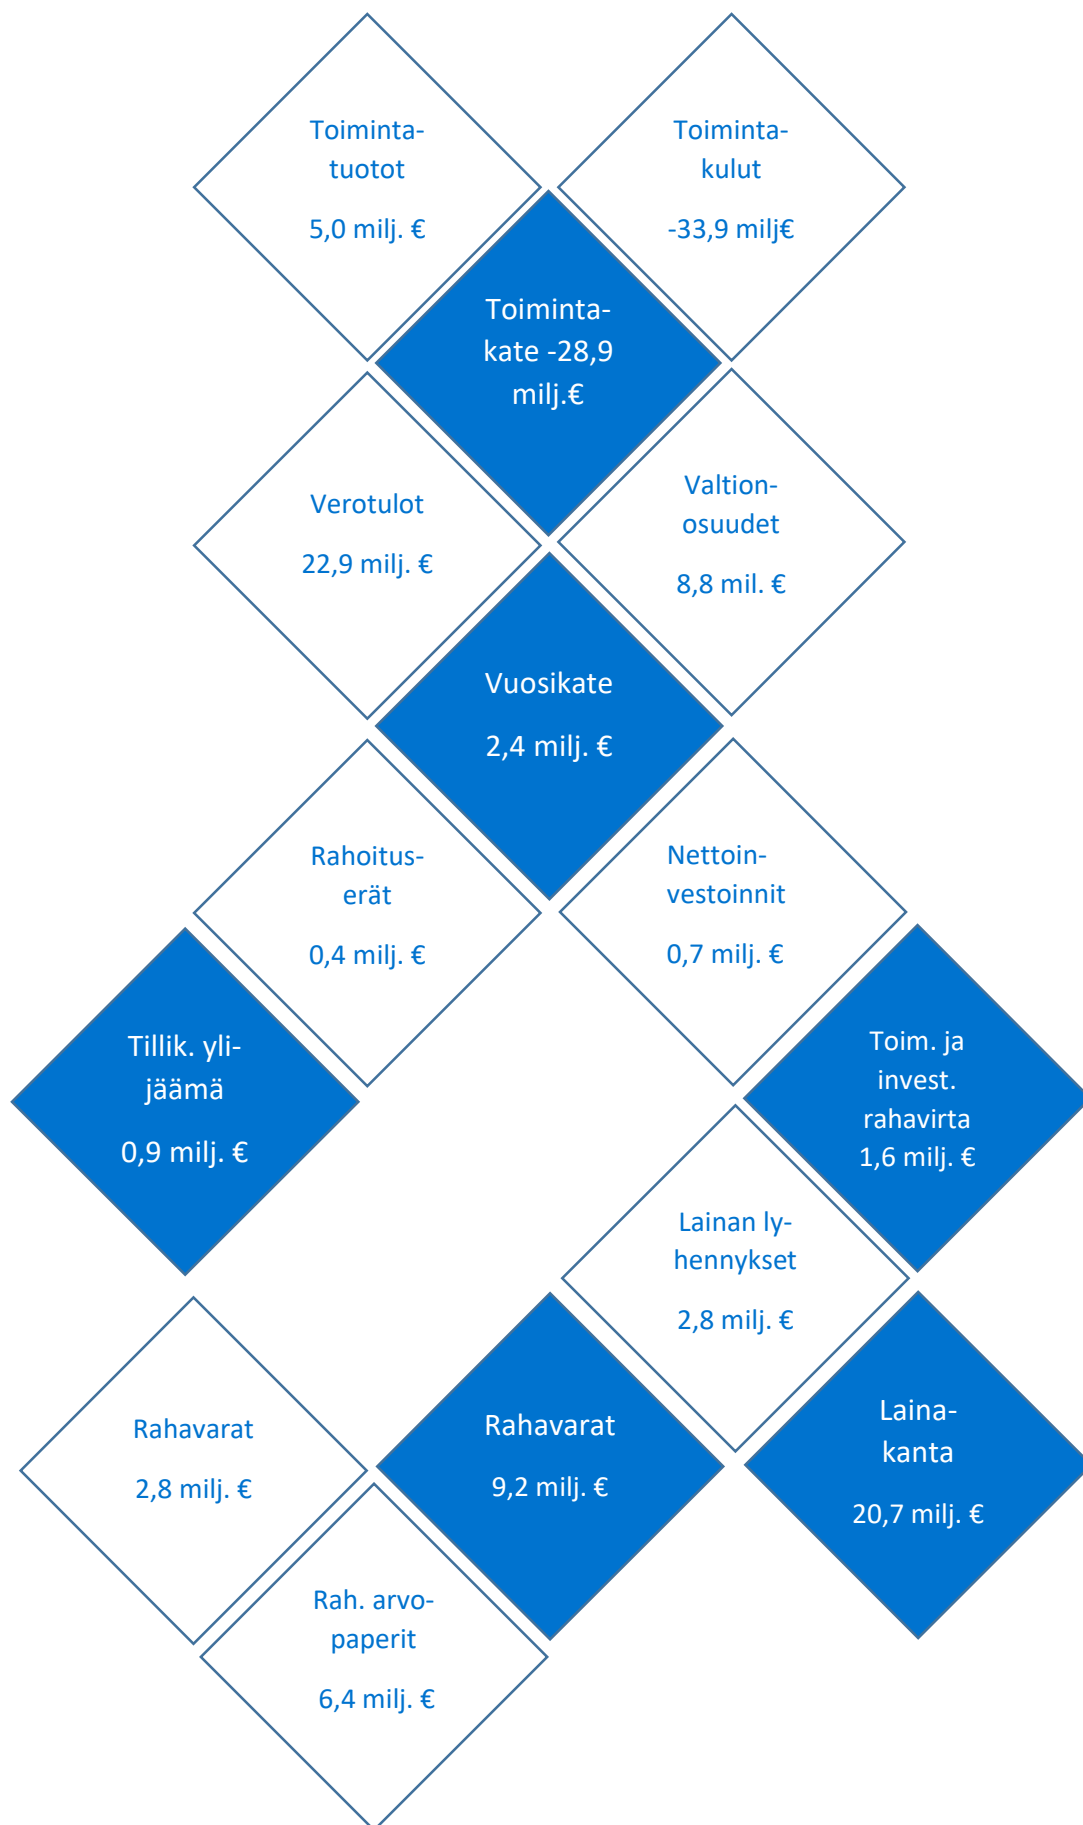 Toiminta-
tuotot
5,0 milj. €
Toiminta-
kulut
-33,9 milj€
Toiminta-
kate -28,9
milj.€
Verotulot
22,9 milj. €
Valtion-
osuudet
8,8 mil. €
Vuosikate
2,4 milj. €
Rahoitus-
erät
0,4 milj. €
Nettoin-
vestoinnit
0,7 milj. €
Tillik. yli-
jäämä
0,9 milj. €
Toim. ja
invest.
rahavirta
1,6 milj. €
Lainan ly-
hennykset
2,8 milj. €
Rahavarat
2,8 milj. €
Rahavarat
9,2 milj. €
Laina-
kanta
20,7 milj. €
Rah. arvo-
paperit
6,4 milj. €